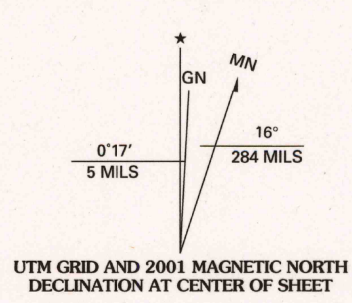 ★
GN
MN
0°17'
5 MILS
16°
284 MILS
UTM GRID AND 2001 MAGNETIC NORTH
DECLINATION AT CENTER OF SHEET